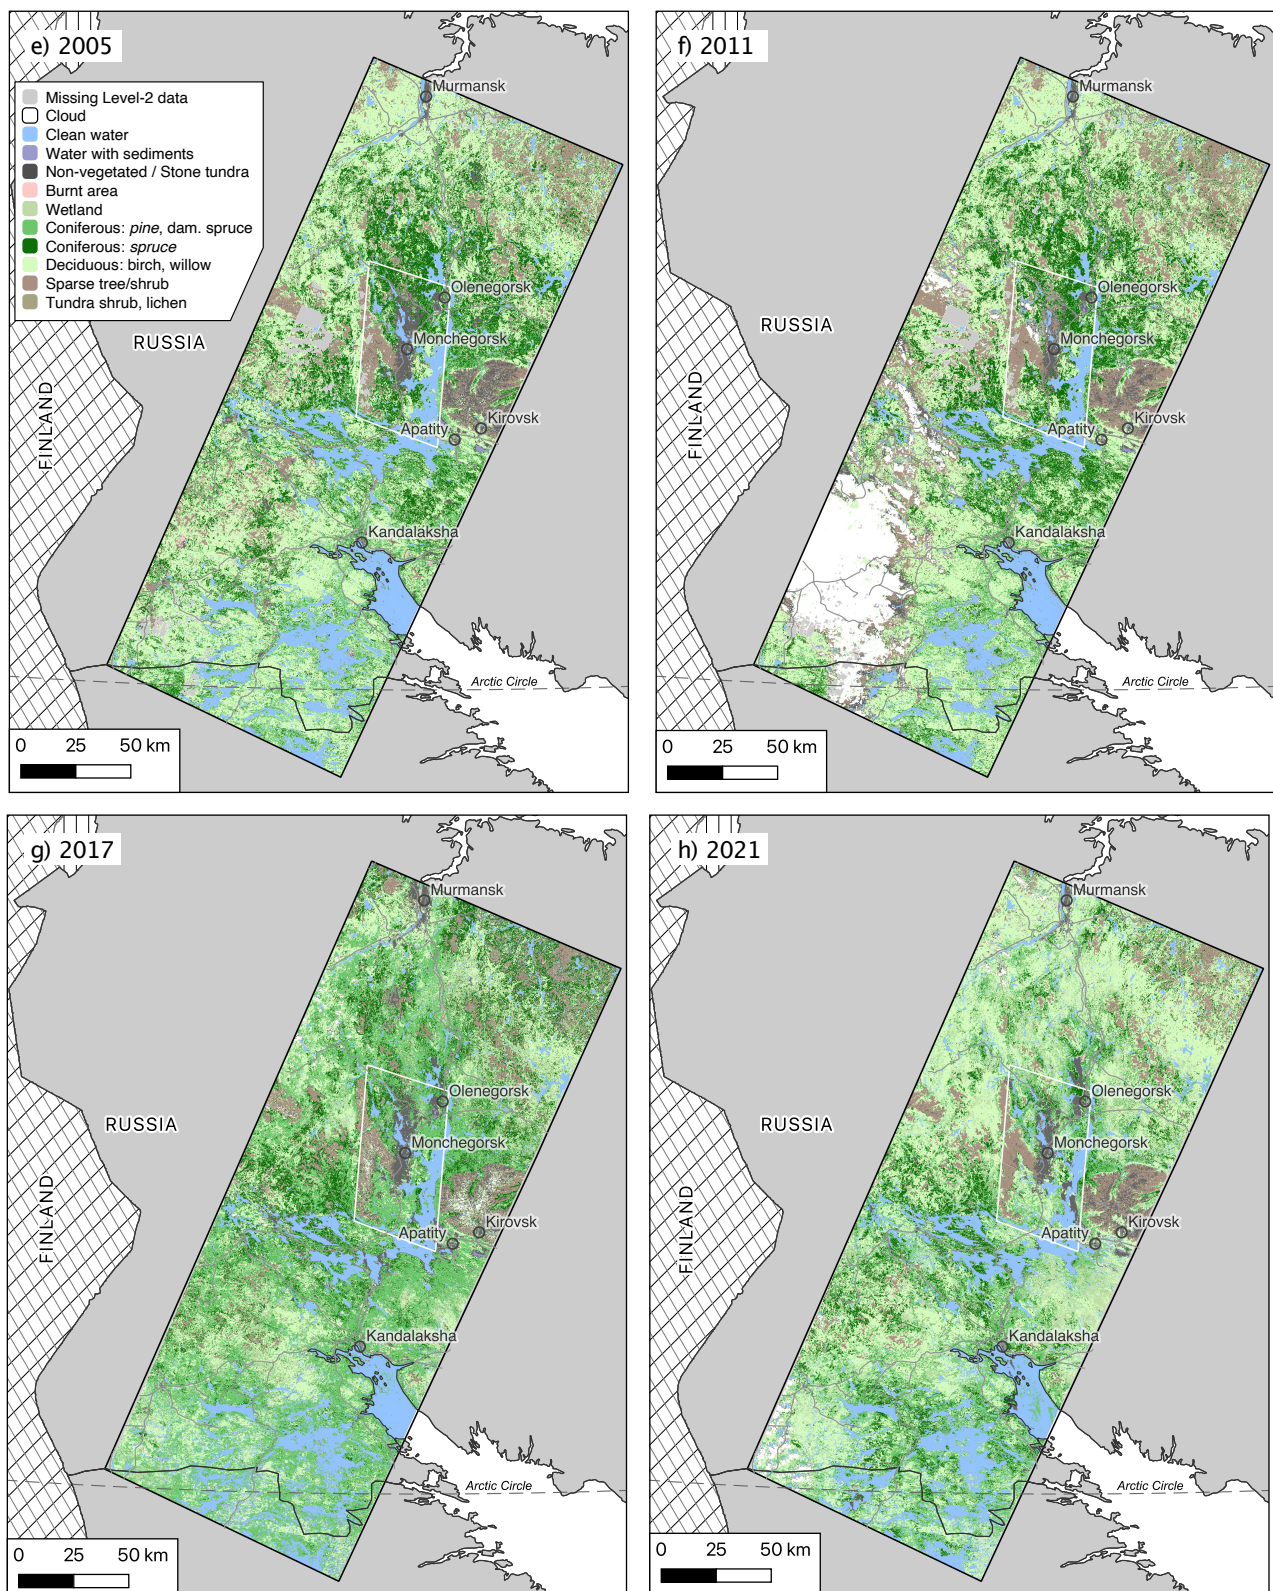 e) 2005
Missing Level-2 data
Cloud
Clean water
Water with sediments
Non-vegetated / Stone tundra
Burnt area
Wetland
Coniferous: pine, dam. spruce
Coniferous: spruce
Deciduous: birch, willow
Sparse tree/shrub
Tundra shrub, lichen
Murmansk
Olenegorsk
RUSSIA
Monchegorsk
FINLAND
Kirovsk
Apatity
Kandalaksha
Arctic Circle
0 25 50 km
f) 2011
Murmansk
Olenegorsk
RUSSIA
Monchegorsk
FINLAND
Kirovsk
Apatity
Kandalaksha
Arctic Circle
0 25 50 km
g) 2017
Murmansk
Olenegorsk
RUSSIA
Monchegorsk
FINLAND
Kirovsk
Apatity
Kandalaksha
Arctic Circle
0 25 50 km
h) 2021
Murmansk
Olenegorsk
RUSSIA
Monchegorsk
FINLAND
Kirovsk
Apatity
Kandalaksha
Arctic Circle
0 25 50 km